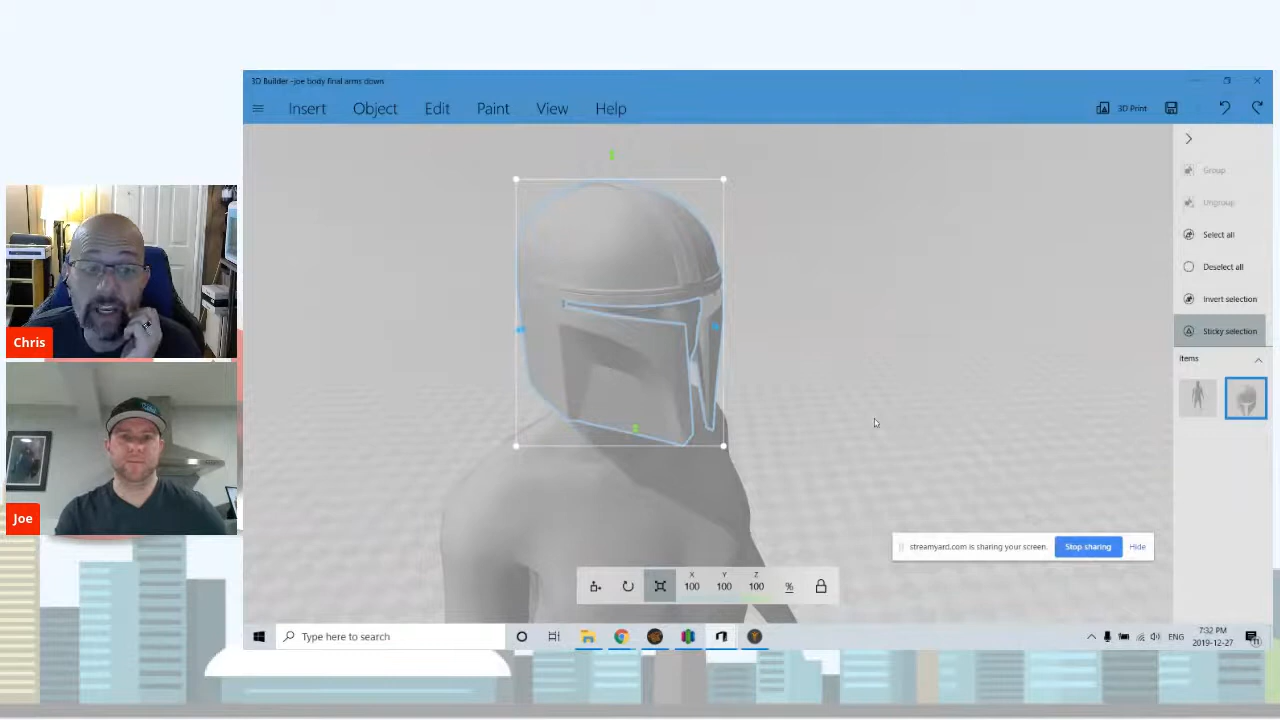 3D Builder - joe body final arms down
Insert Object Edit Paint View Help
3D Print
Group
Ungroup
Select all
Deselect all
Invert selection
Sticky selection
Items
Chris
Joe
streamyard.com is sharing your screen. Stop sharing Hide
X Y Z
100 100 100 %
Type here to search
ENG
7:32 PM
2019-12-27